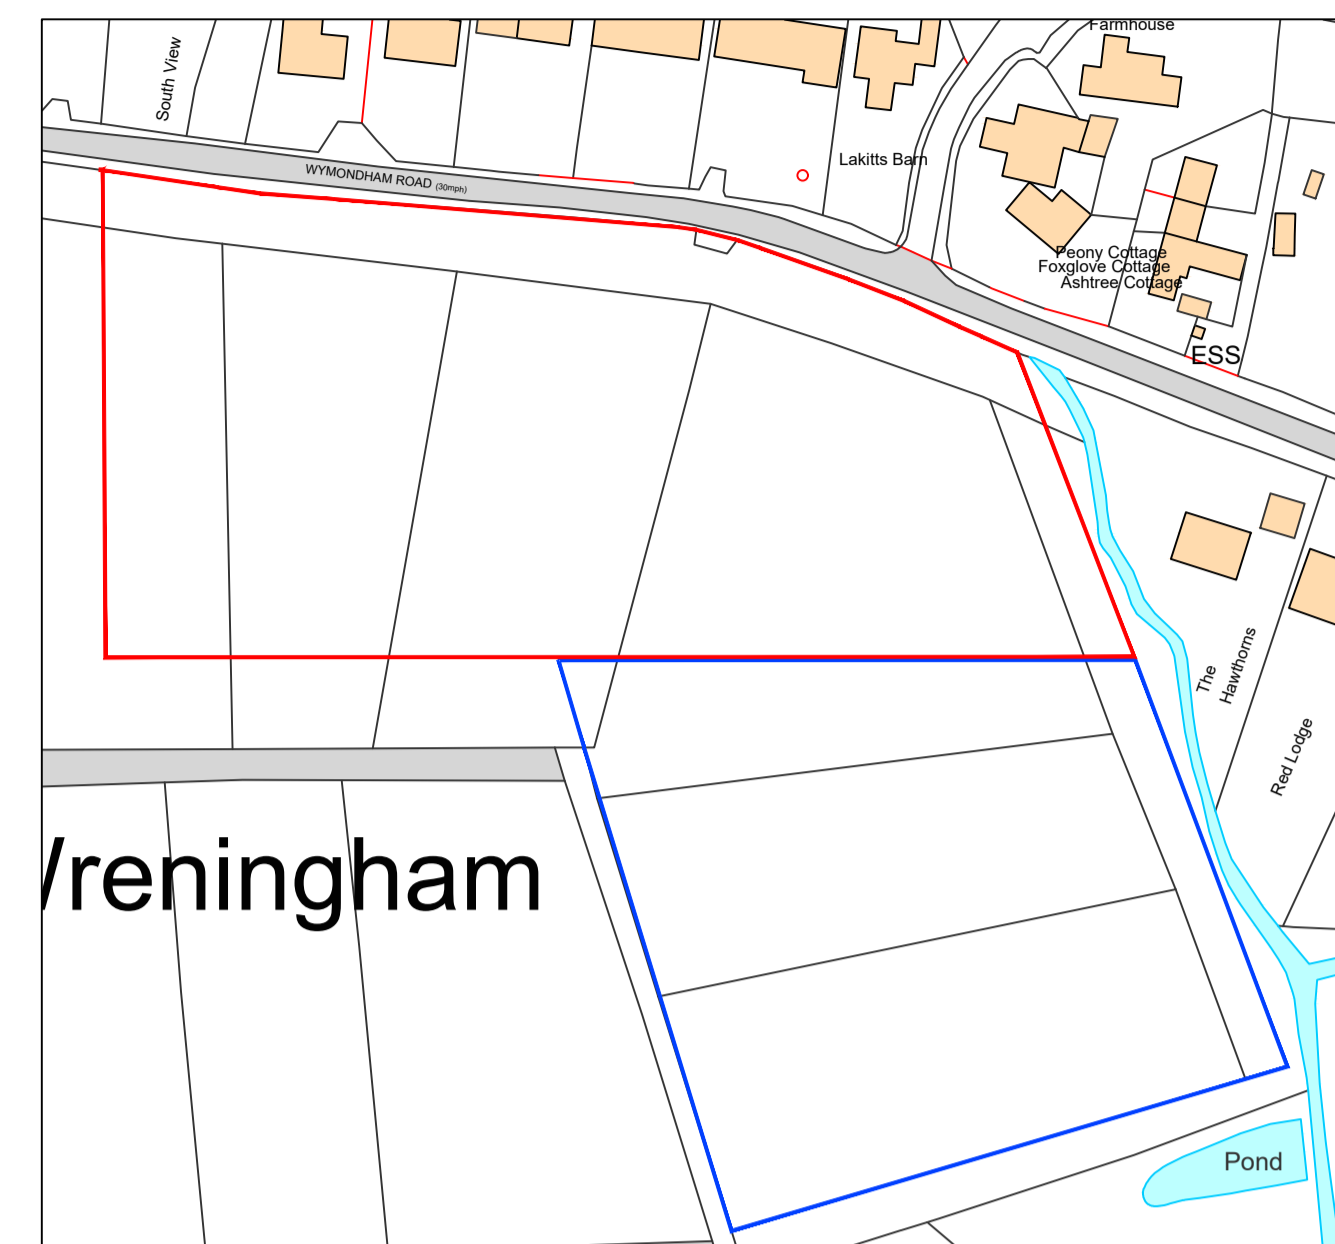 Farmhouse
South View
Lakitts Barn
WYMONDHAM ROAD (30mph)
Peony Cottage
Foxglove Cottage
Ashtree Cottage
ESS
The
Hawthorns
Red Lodge
reningham
Pond